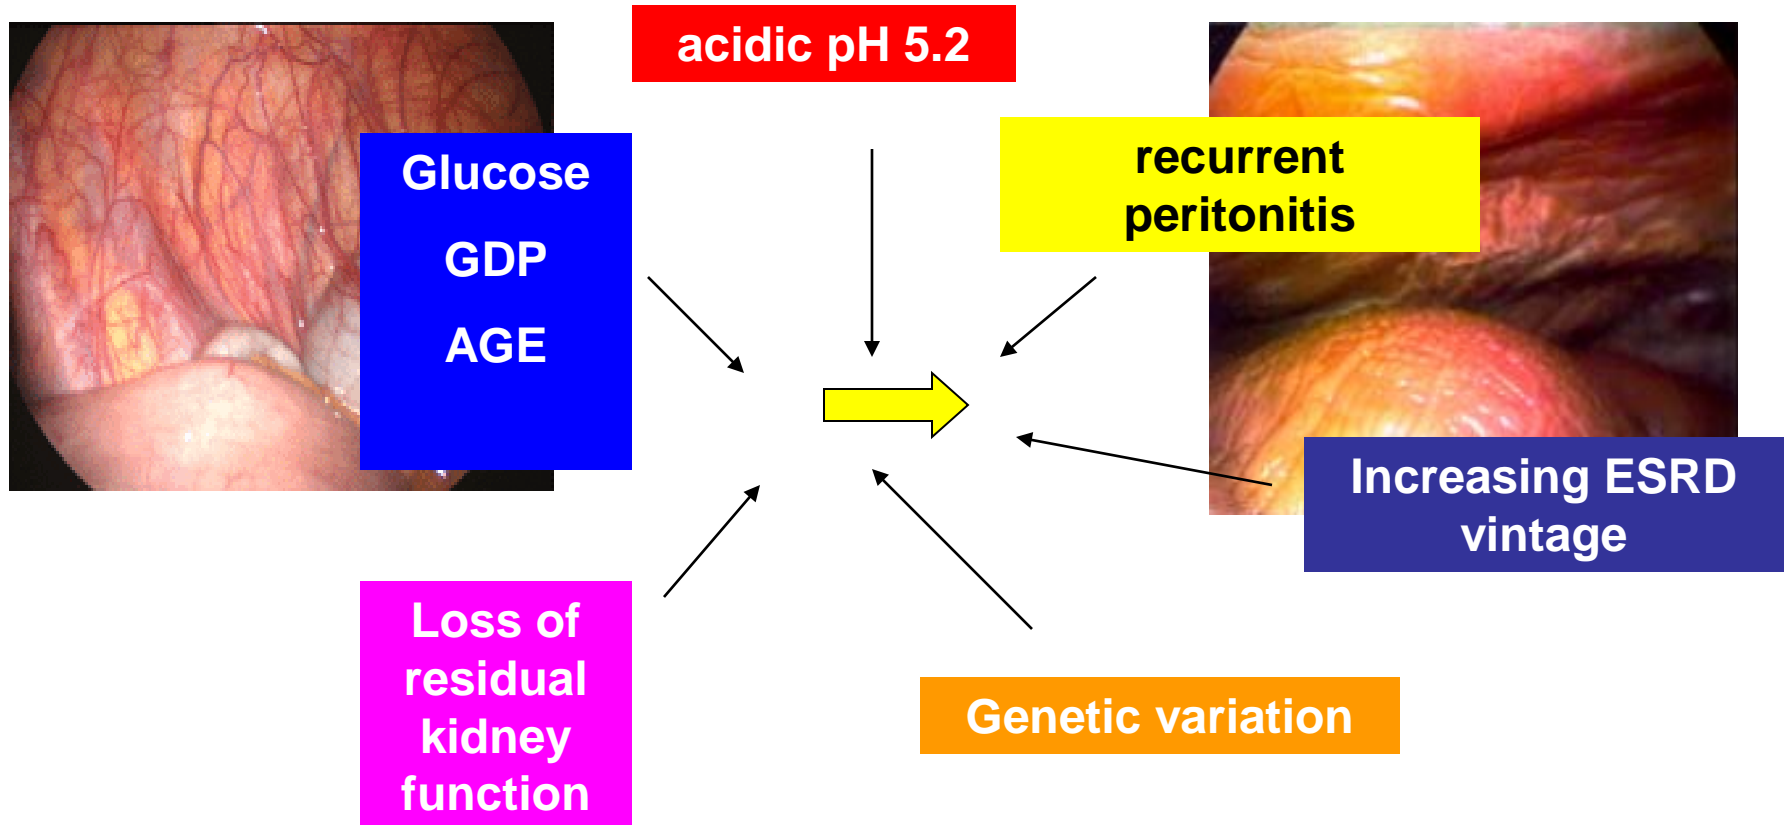 acidic pH 5.2
Glucose
GDP
AGE
recurrent
peritonitis
Increasing ESRD
vintage
Loss of
residual
kidney
function
Genetic variation